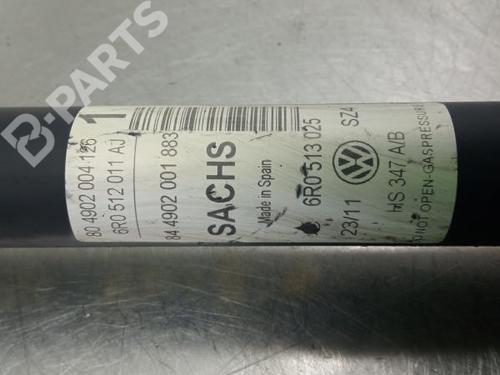 B-PARTS
80 4902 004 126
6R0 512 011 AJ
1
84 4902 001 883
SACHS
Made in Spain
6R0 513 025
23/11
SZ4
HS 347 A/B
OPEN-GASPRESSURE